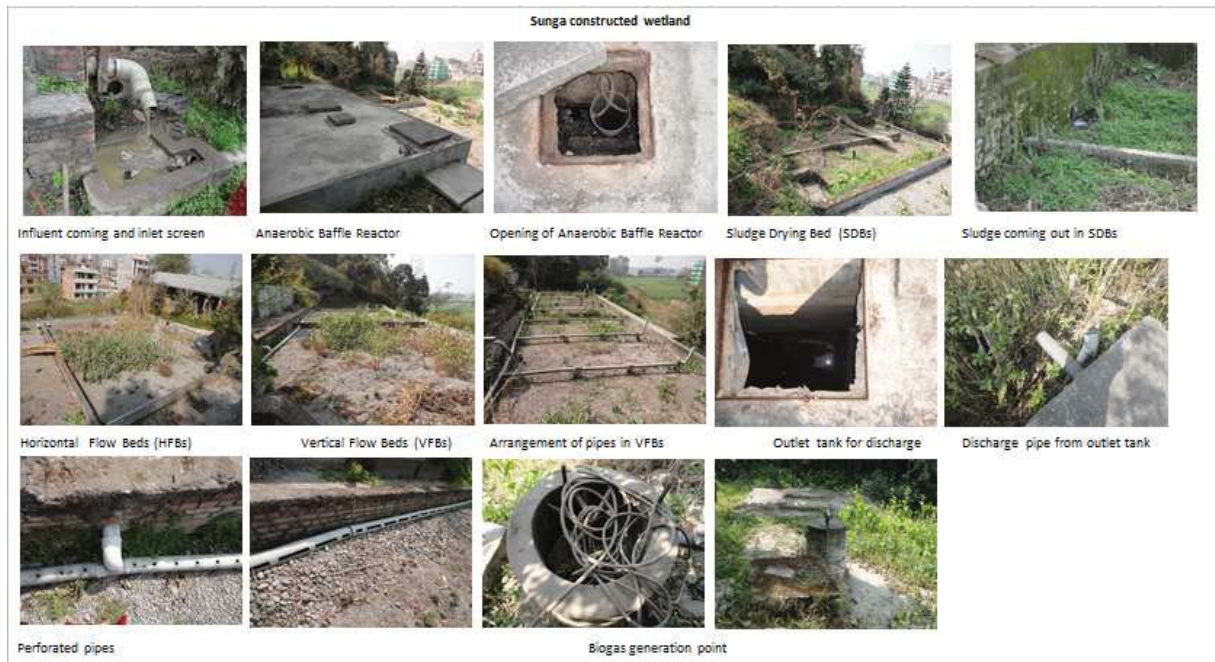 Sunga constructed wetland
Influent coming and inlet screen
Anaerobic Baffle Reactor
Opening of Anaerobic Baffle Reactor
Sludge Drying Bed (SDBs)
Sludge coming out in SDBs
Horizontal Flow Beds (HFBs)
Vertical Flow Beds (VFBs)
Arrangement of pipes in VFBs
Outlet tank for discharge
Discharge pipe from outlet tank
Perforated pipes
Biogas generation point